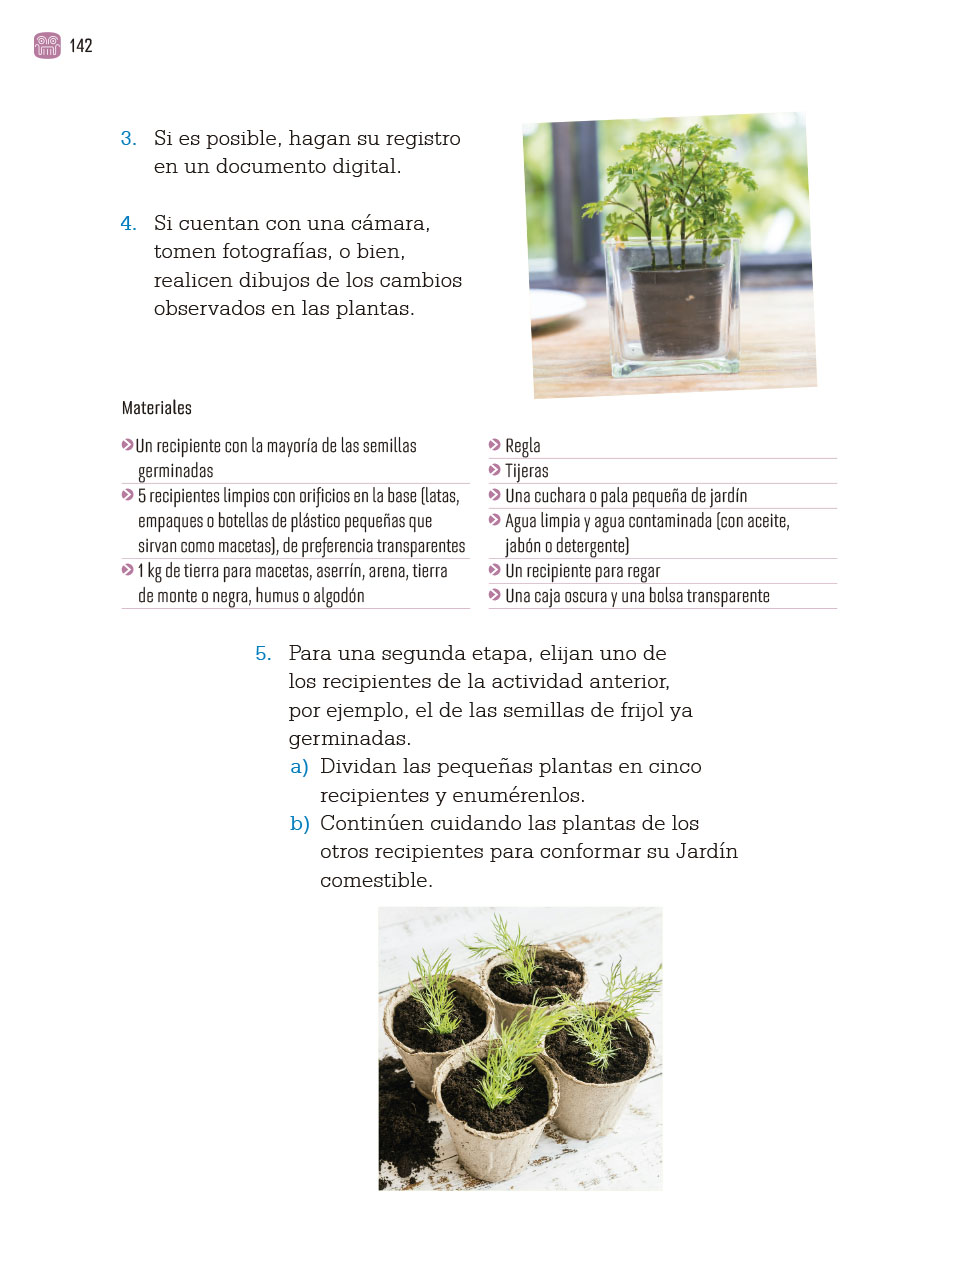 142
3. Si es posible, hagan su registro
en un documento digital.
4. Si cuentan con una cámara,
tomen fotografías, o bien,
realicen dibujos de los cambios
observados en las plantas.
Materiales
Un recipiente con la mayoría de las semillas
germinadas
5 recipientes limpios con orificios en la base (latas,
empaques o botellas de plástico pequeñas que
sirvan como macetas), de preferencia transparentes
1 kg de tierra para macetas, aserrín, arena, tierra
de monte o negra, humus o algodón
Regla
Tijeras
Una cuchara o pala pequeña de jardín
Agua limpia y agua contaminada (con aceite,
jabón o detergente)
Un recipiente para regar
Una caja oscura y una bolsa transparente
5. Para una segunda etapa, elijan uno de
los recipientes de la actividad anterior,
por ejemplo, el de las semillas de frijol ya
germinadas.
a) Dividan las pequeñas plantas en cinco
recipientes y enumérenlos.
b) Continúen cuidando las plantas de los
otros recipientes para conformar su Jardín
comestible.